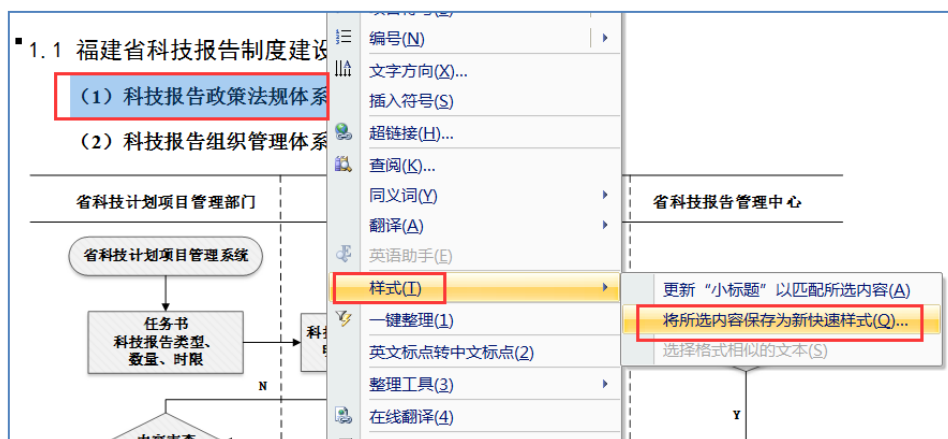 编号(N)
1.1 福建省科技报告制度建设
文字方向(X)...
(1) 科技报告政策法规体系
插入符号(S)
超链接(H)...
(2) 科技报告组织管理体系
查阅(K)...
同义词(Y)
省科技计划项目管理部门
省科技报告管理中心
翻译(A)
省科技计划项目管理系统
英语助手(E)
样式(T)
更新“小标题”以匹配所选内容(A)
一键整理(1)
将所选内容保存为新快速样式(Q)...
任务书
科技报告类型、
数量、时限
科
英文标点转中文标点(2)
选择格式相似的文本(S)
N
整理工具(3)
在线翻译(4)
Y